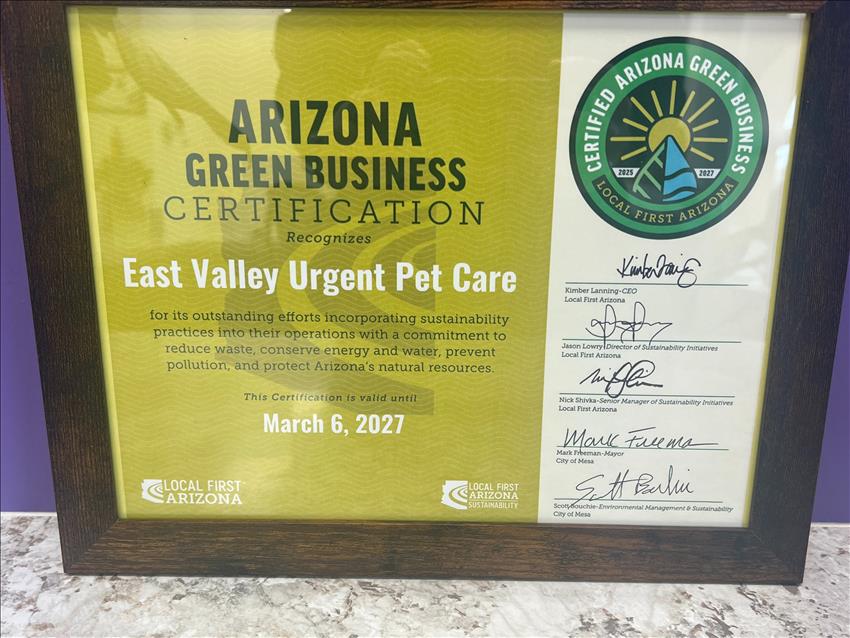 ARIZONA
GREEN BUSINESS
CERTIFICATION
Recognizes
East Valley Urgent Pet Care
for its outstanding efforts incorporating sustainability
practices into their operations with a commitment to
reduce waste, conserve energy and water, prevent
pollution, and protect Arizona's natural resources.
This Certification is valid until
March 6, 2027
LOCAL FIRST
ARIZONA
LOCAL FIRST
ARIZONA
SUSTAINABILITY
CERTIFIED ARIZONA GREEN BUSINESS
2025 2027
LOCAL FIRST ARIZONA
Kimber Lanning-CEO
Local First Arizona
Jason Lowry-Director of Sustainability Initiatives
Local First Arizona
Nick Shivka-Senior Manager of Sustainability Initiatives
Local First Arizona
Mark Freeman-Mayor
City of Mesa
Scott Bouchie-Environmental Management & Sustainability
City of Mesa